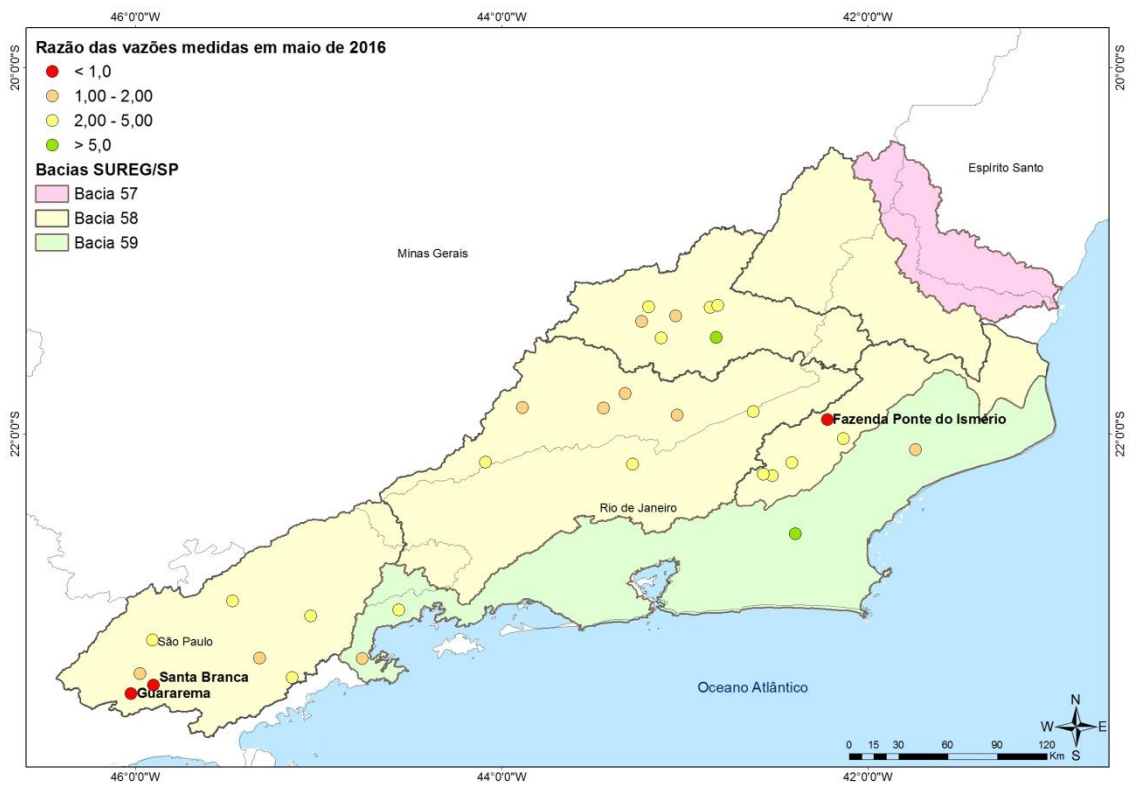 46°0'0"W
44°0'0"W
42°0'0"W
20°0'0"S
20°0'0"S
Razão das vazões medidas em maio de 2016
< 1,0
1,00 - 2,00
2,00 - 5,00
> 5,0
Bacias SUREG/SP
Bacia 57
Bacia 58
Bacia 59
Espírito Santo
Minas Gerais
22°0'0"S
22°0'0"S
Fazenda Ponte do Ismério
Rio de Janeiro
São Paulo
Santa Branca
Guararema
Oceano Atlântico
N
W
E
S
0 15 30 60 90 120
Km
46°0'0"W
44°0'0"W
42°0'0"W